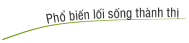 Phổ biến lối sống thành thị